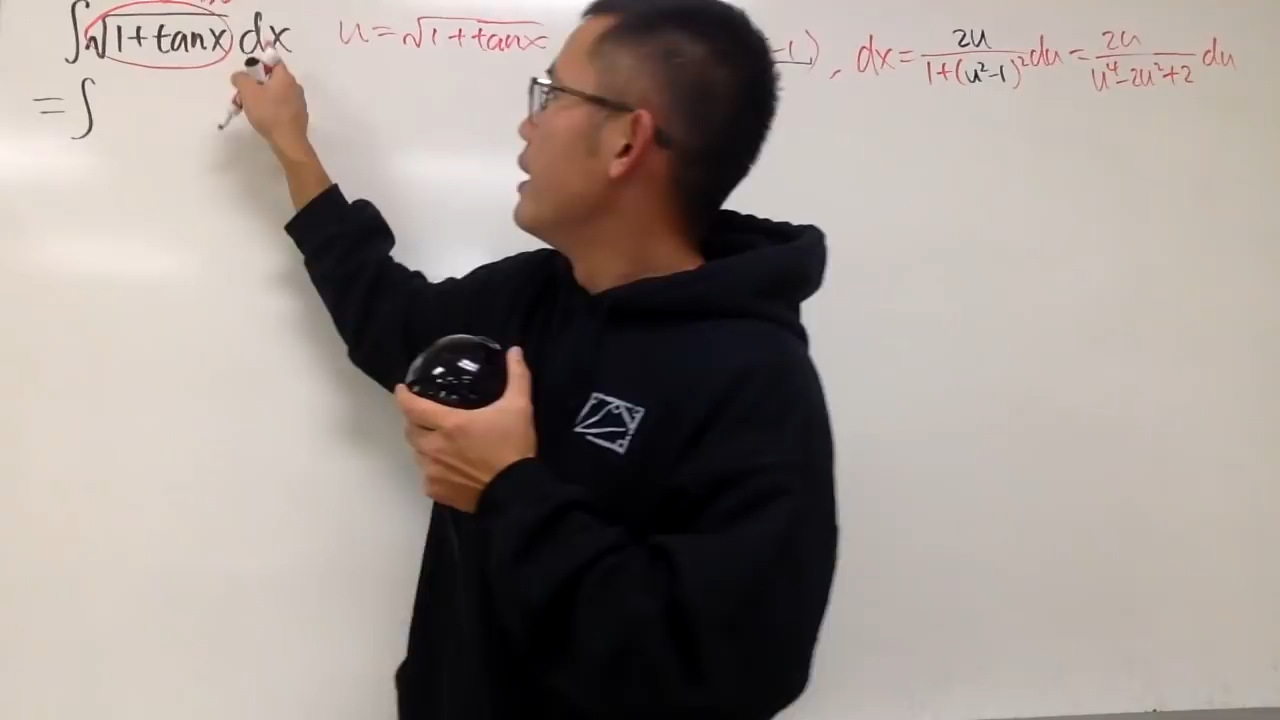 ∫√(1+tanx) dx   u=√(1+tanx)   -1), dx = 2u/(1+(u²-1)²) du = 2u/(u⁴-2u²+2) du
= ∫